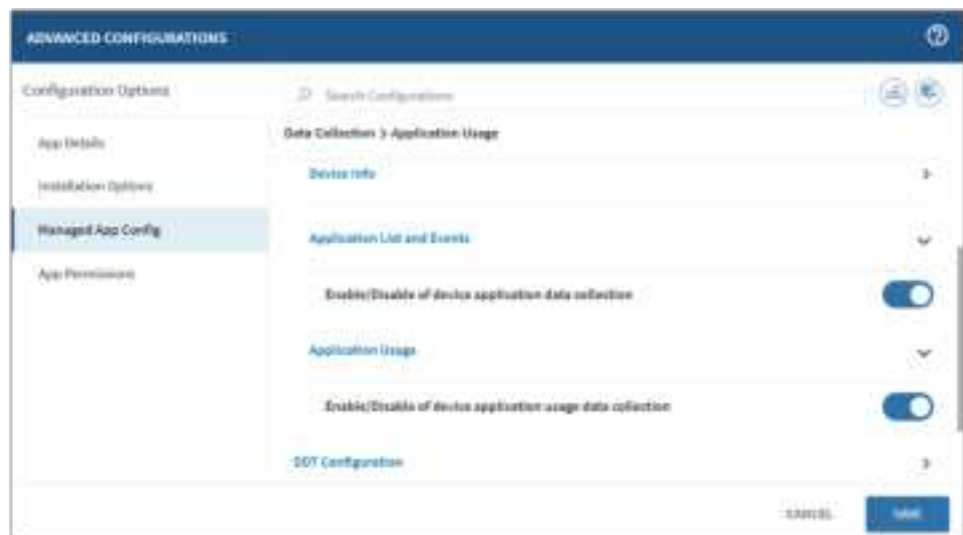 ADVANCED CONFIGURATIONS
Configuration Options
Search Configurations
App Details
Data Collection > Application Usage
Device Info
Installation Options
Managed App Config
Application List and Events
App Permissions
Enable/Disable of device application data collection
Application Usage
Enable/Disable of device application usage data collection
DDT Configuration
CANCEL
SAVE